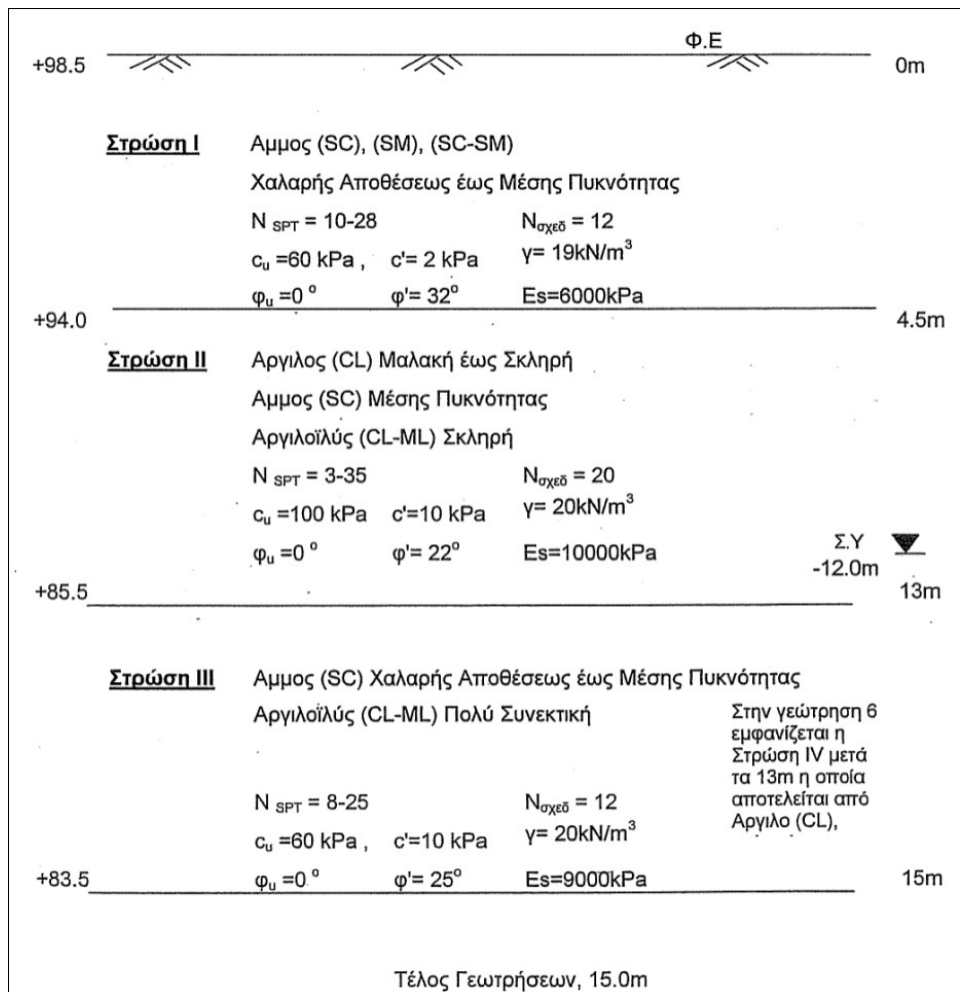 Φ.Ε
+98.5 0m
Στρώση Ι Αμμος (SC), (SM), (SC-SM)
Χαλαρής Αποθέσεως έως Μέσης Πυκνότητας
N SPT = 10-28 Nσχεδ = 12
cu =60 kPa , c'= 2 kPa γ= 19kN/m³
φu =0 ° φ'= 32° Es=6000kPa
+94.0 4.5m
Στρώση ΙΙ Αργιλος (CL) Μαλακή έως Σκληρή
Αμμος (SC) Μέσης Πυκνότητας
Αργιλοϊλύς (CL-ML) Σκληρή
N SPT = 3-35 Nσχεδ = 20
cu =100 kPa c'=10 kPa γ= 20kN/m³
φu =0 ° φ'= 22° Es=10000kPa
Σ.Υ
-12.0m
+85.5 13m
Στρώση ΙΙΙ Αμμος (SC) Χαλαρής Αποθέσεως έως Μέσης Πυκνότητας
Αργιλοϊλύς (CL-ML) Πολύ Συνεκτική
Στην γεώτρηση 6
εμφανίζεται η
Στρώση IV μετά
τα 13m η οποία
αποτελείται από
Αργιλο (CL),
N SPT = 8-25 Nσχεδ = 12
cu =60 kPa , c'=10 kPa γ= 20kN/m³
φu =0 ° φ'= 25° Es=9000kPa
+83.5 15m
Τέλος Γεωτρήσεων, 15.0m